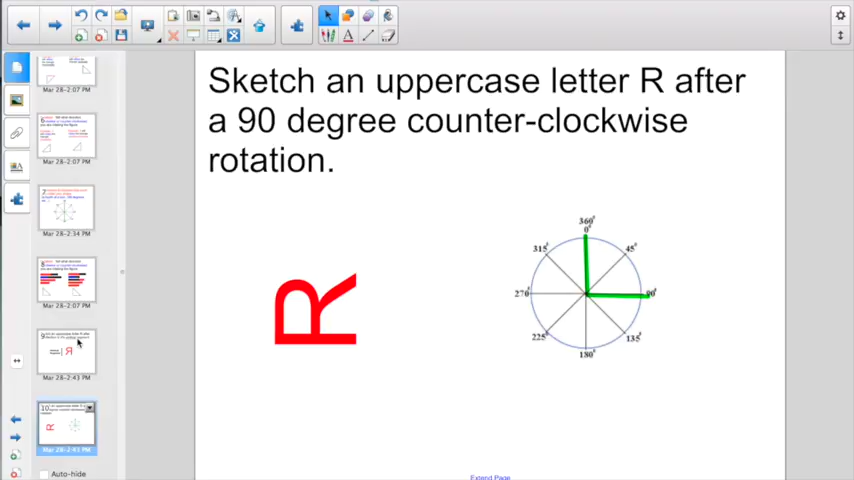 Sketch an uppercase letter R after
a 90 degree counter-clockwise
rotation.
R
360°
0°
315°
45°
270°
90°
225°
135°
180°
Extend Page
Mar 28-2:07 PM
Mar 28-2:07 PM
Mar 28-2:34 PM
Mar 28-2:07 PM
Mar 28-2:43 PM
Mar 28-2:43 PM
Auto-hide